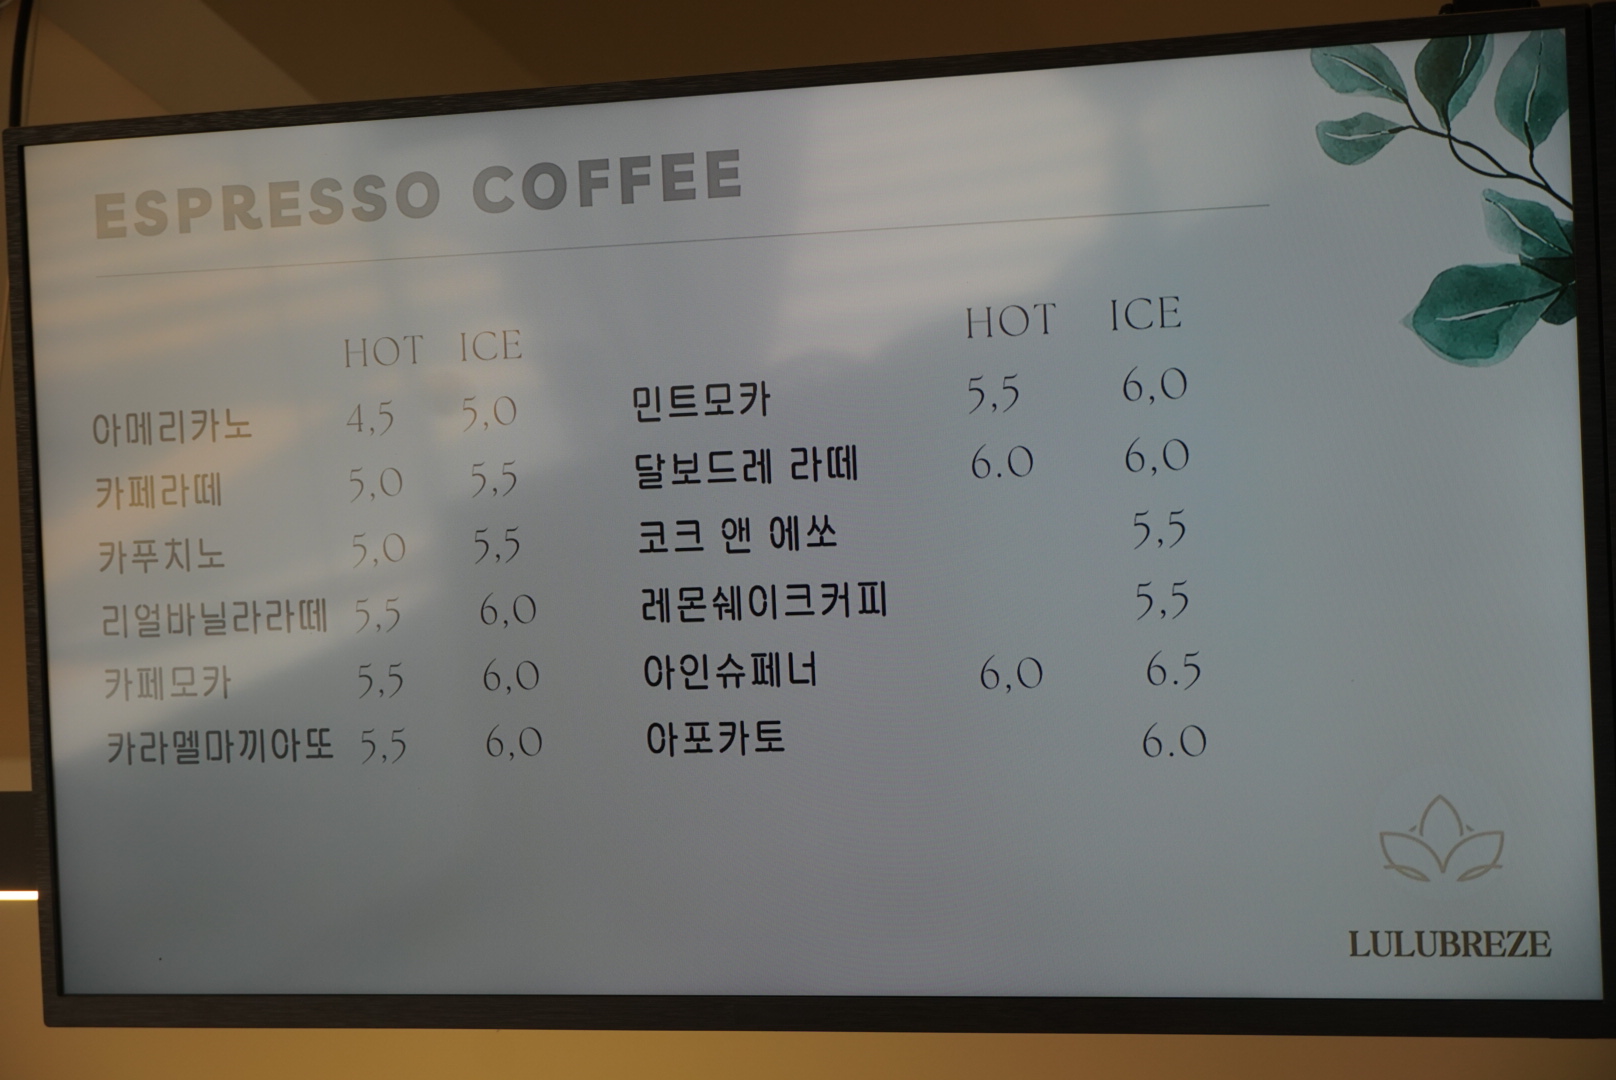 ESPRESSO COFFEE
HOT ICE
아메리카노 4,5 5,0
카페라떼 5,0 5,5
카푸치노 5,0 5,5
리얼바닐라라떼 5,5 6,0
카페모카 5,5 6,0
카라멜마끼아또 5,5 6,0
HOT ICE
민트모카 5,5 6,0
달보드레 라떼 6.0 6,0
코크 앤 에쏘 5,5
레몬쉐이크커피 5,5
아인슈페너 6,0 6.5
아포카토 6.0
LULUBREZE